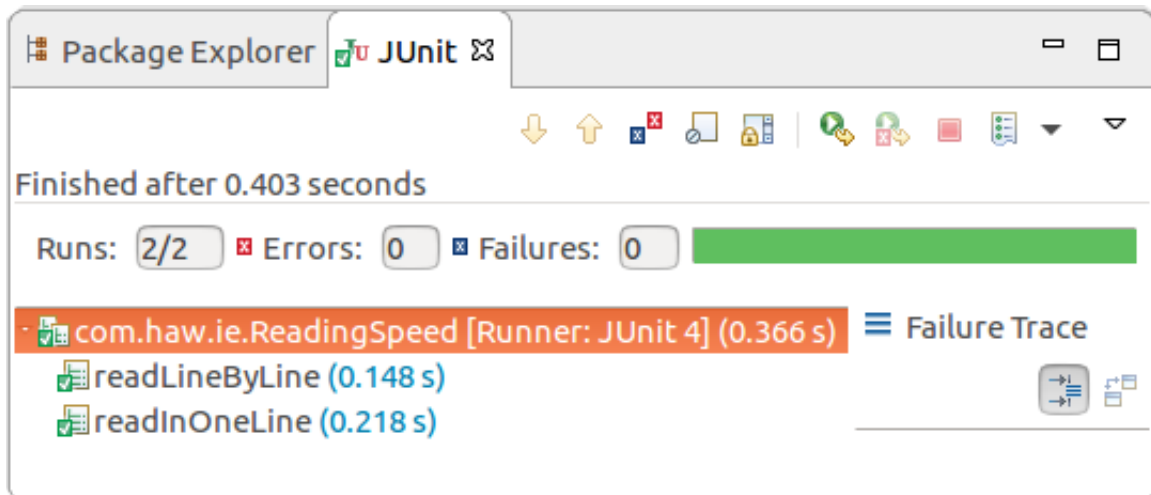 Package Explorer JU JUnit
Finished after 0.403 seconds
Runs: 2/2 Errors: 0 Failures: 0
com.haw.ie.ReadingSpeed [Runner: JUnit 4] (0.366 s)
Failure Trace
readLineByLine (0.148 s)
readInOneLine (0.218 s)